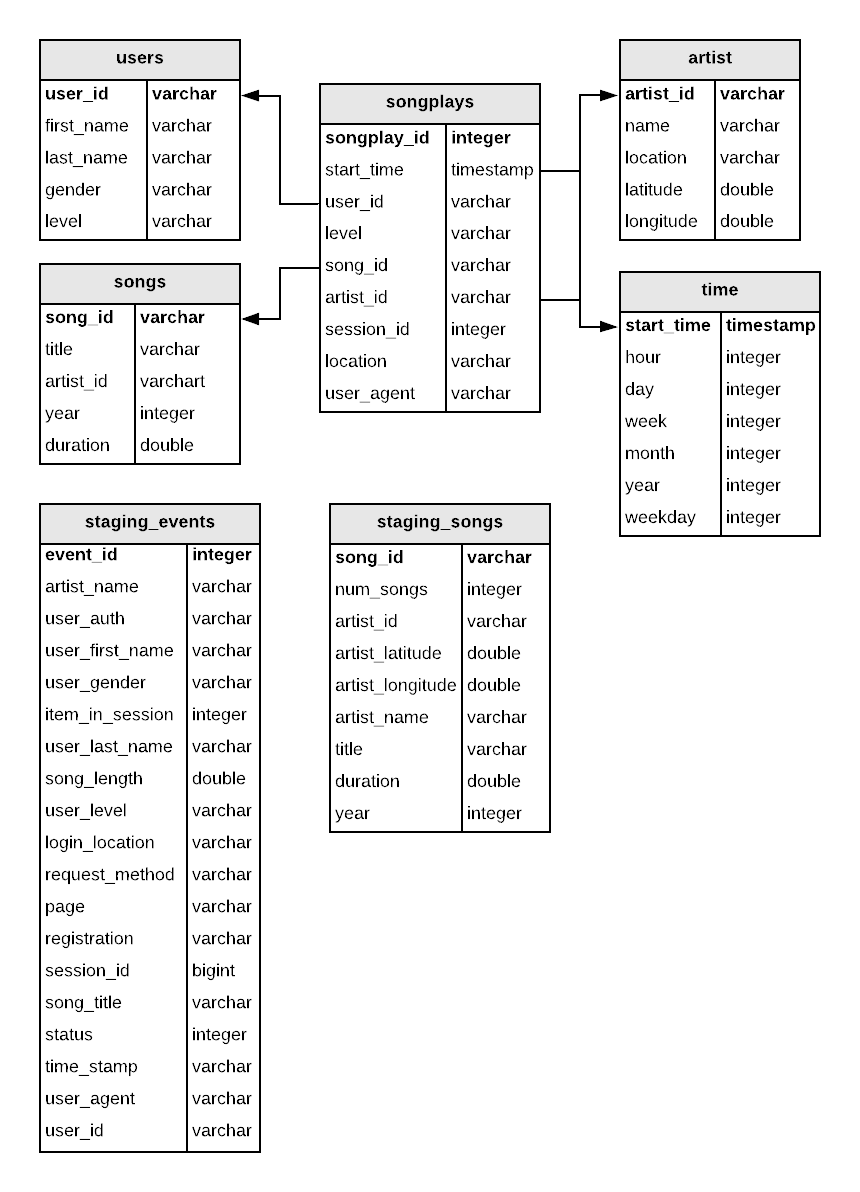 users
user_id varchar
first_name varchar
last_name varchar
gender varchar
level varchar
songplays
songplay_id integer
start_time timestamp
user_id varchar
level varchar
song_id varchar
artist_id varchar
session_id integer
location varchar
user_agent varchar
artist
artist_id varchar
name varchar
location varchar
latitude double
longitude double
songs
song_id varchar
title varchar
artist_id varchart
year integer
duration double
time
start_time timestamp
hour integer
day integer
week integer
month integer
year integer
weekday integer
staging_events
event_id integer
artist_name varchar
user_auth varchar
user_first_name varchar
user_gender varchar
item_in_session integer
user_last_name varchar
song_length double
user_level varchar
login_location varchar
request_method varchar
page varchar
registration varchar
session_id bigint
song_title varchar
status integer
time_stamp varchar
user_agent varchar
user_id varchar
staging_songs
song_id varchar
num_songs integer
artist_id varchar
artist_latitude double
artist_longitude double
artist_name varchar
title varchar
duration double
year integer